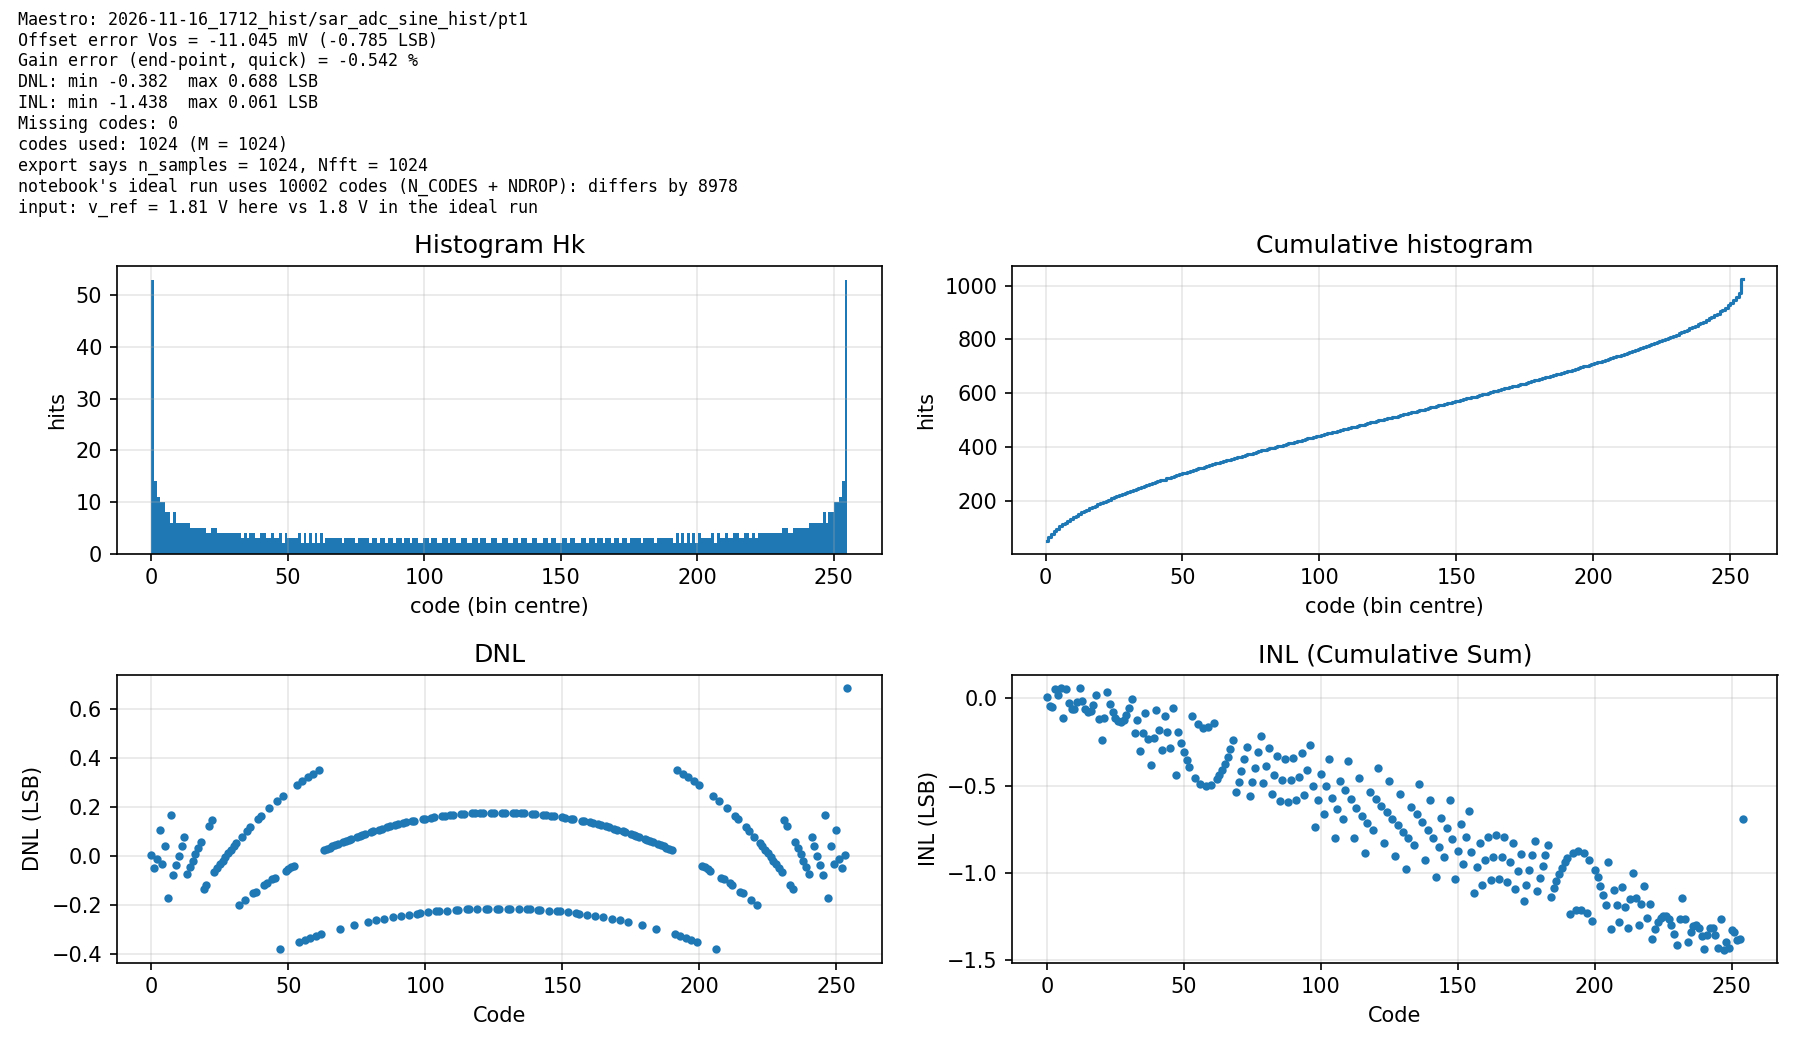 Maestro: 2026-11-16_1712_hist/sar_adc_sine_hist/pt1
Offset error Vos = -11.045 mV (-0.785 LSB)
Gain error (end-point, quick) = -0.542 %
DNL: min -0.382  max 0.688 LSB
INL: min -1.438  max 0.061 LSB
Missing codes: 0
codes used: 1024 (M = 1024)
export says n_samples = 1024, Nfft = 1024
notebook's ideal run uses 10002 codes (N_CODES + NDROP): differs by 8978
input: v_ref = 1.81 V here vs 1.8 V in the ideal run
Histogram Hk
hits
50
40
30
20
10
0
0 50 100 150 200 250
code (bin centre)
Cumulative histogram
hits
1000
800
600
400
200
0 50 100 150 200 250
code (bin centre)
DNL
DNL (LSB)
0.6
0.4
0.2
0.0
−0.2
−0.4
0 50 100 150 200 250
Code
INL (Cumulative Sum)
INL (LSB)
0.0
−0.5
−1.0
−1.5
0 50 100 150 200 250
Code